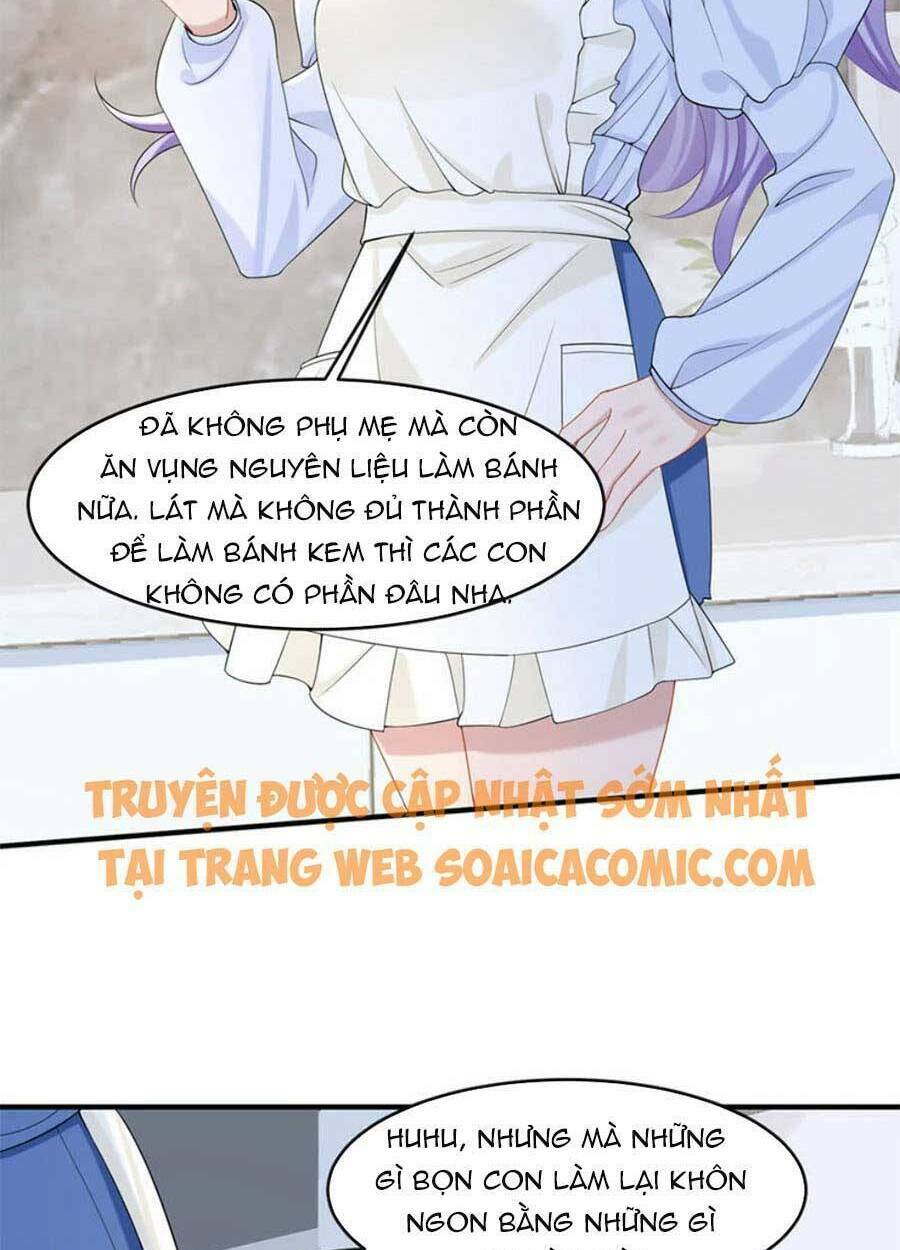 ĐÃ KHÔNG PHỤ MẸ MÀ CÒN
ĂN VỤNG NGUYÊN LIỆU LÀM BÁNH
NỮA. LÁT MÀ KHÔNG ĐỦ THÀNH PHẦN
ĐỂ LÀM BÁNH KEM THÌ CÁC CON
KHÔNG CÓ PHẦN ĐÂU NHA.
TRUYỆN ĐƯỢC CẬP NHẬT SỚM NHẤT
TẠI TRANG WEB SOAICACOMIC.COM
HUHU, NHƯNG MÀ NHỮNG
GÌ BỌN CON LÀM LẠI KHÔN
NGON BẰNG NHỮNG GÌ